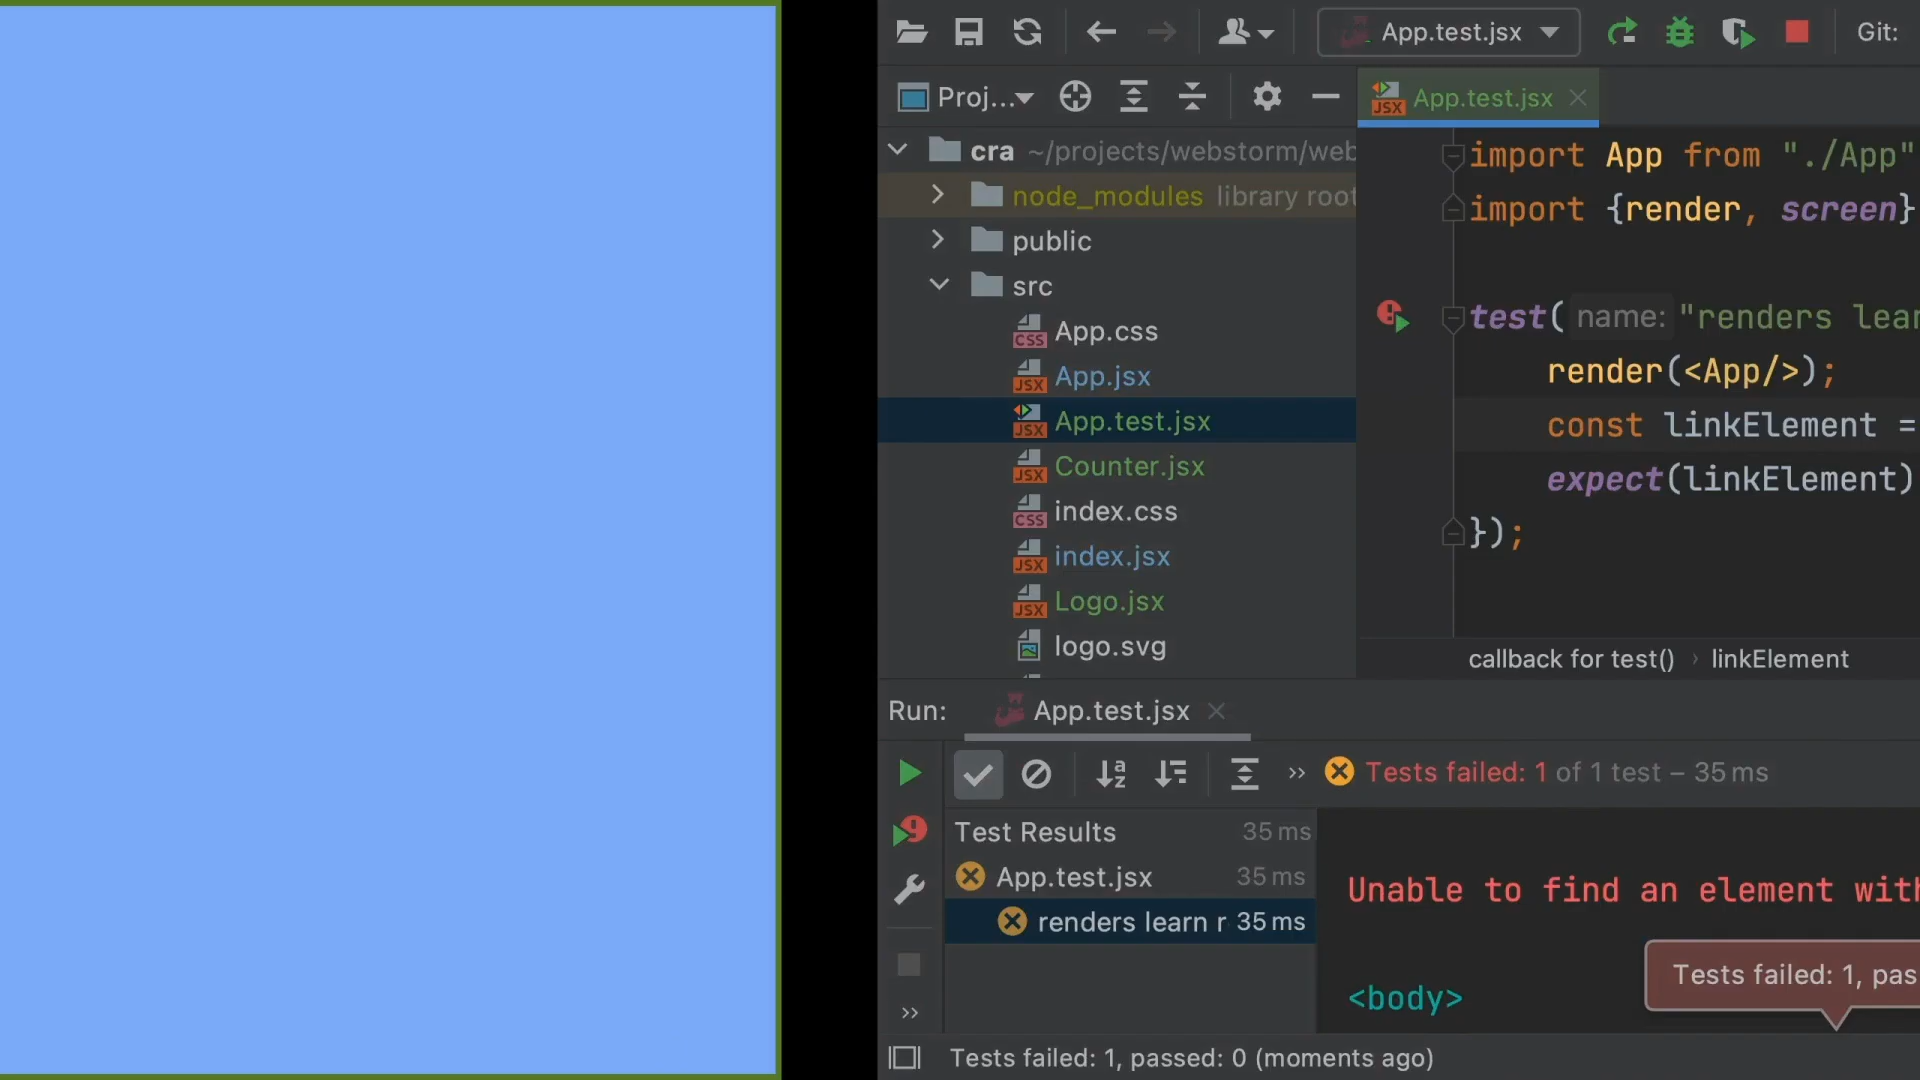 App.test.jsx
Git:
Proj...
App.test.jsx
cra ~/projects/webstorm/web
node_modules library root
public
src
App.css
App.jsx
App.test.jsx
Counter.jsx
index.css
index.jsx
Logo.jsx
logo.svg
import App from "./App"
import {render, screen}
test( name: "renders lear
render(<App/>);
const linkElement =
expect(linkElement)
});
callback for test() › linkElement
Run: App.test.jsx
Tests failed: 1 of 1 test – 35 ms
Test Results 35 ms
App.test.jsx 35 ms
renders learn r 35 ms
Unable to find an element with
<body>
Tests failed: 1, pas
Tests failed: 1, passed: 0 (moments ago)